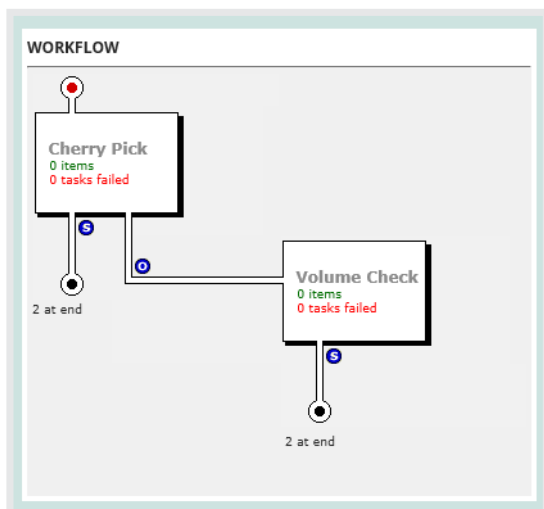 WORKFLOW
Cherry Pick
0 items
0 tasks failed
S
O
2 at end
Volume Check
0 items
0 tasks failed
S
2 at end